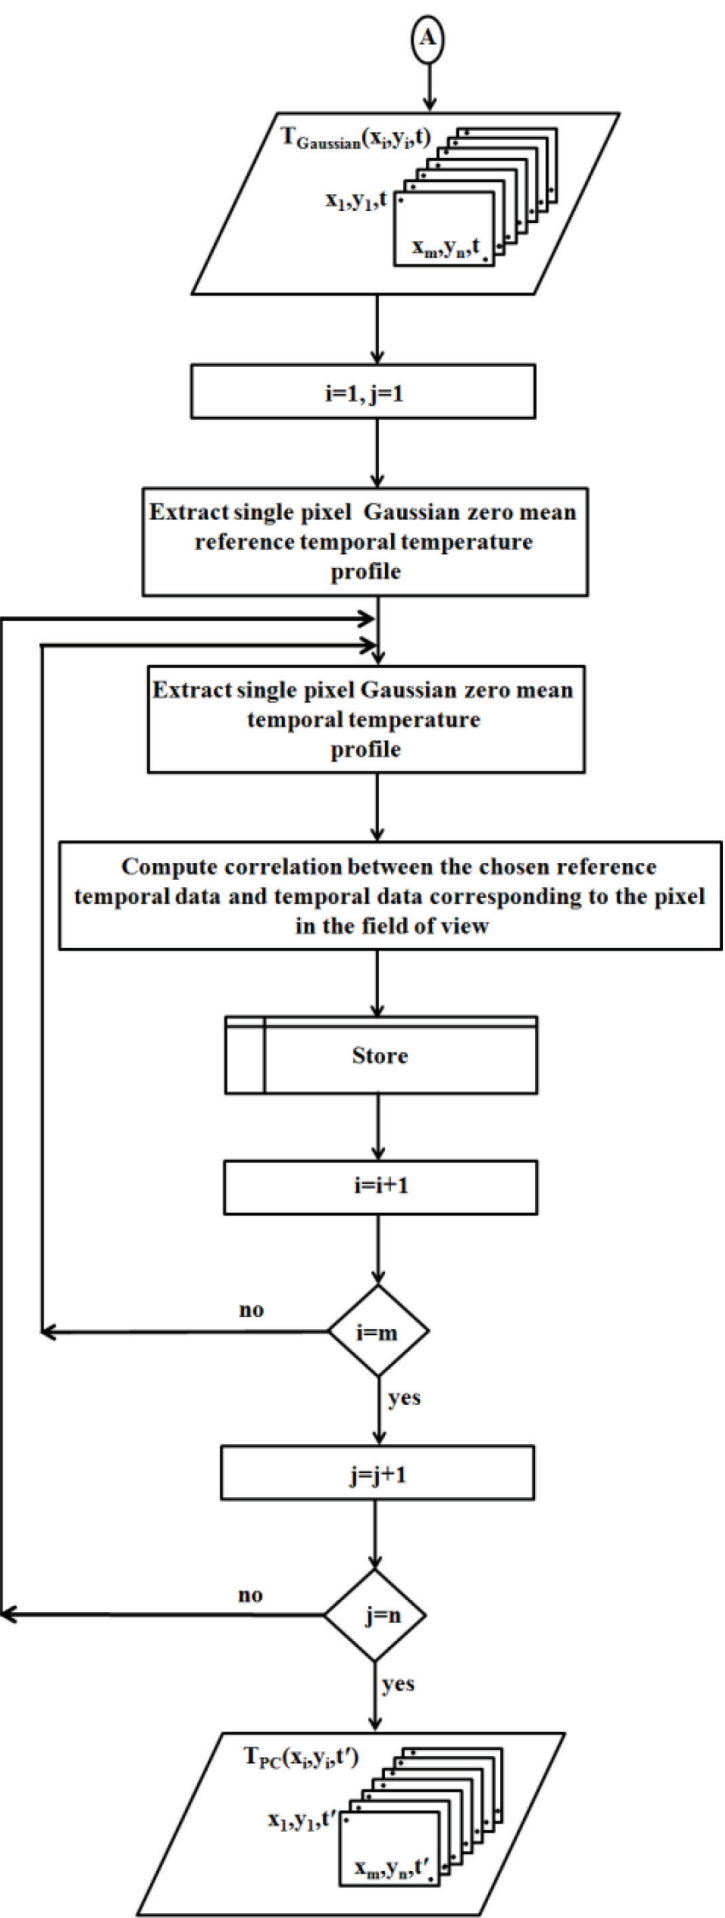 A
T_Gaussian(x_i,y_i,t)
x_1,y_1,t
x_m,y_n,t
i=1, j=1
Extract single pixel Gaussian zero mean
reference temporal temperature
profile
Extract single pixel Gaussian zero mean
temporal temperature
profile
Compute correlation between the chosen reference
temporal data and temporal data corresponding to the pixel
in the field of view
Store
i=i+1
no
i=m
yes
j=j+1
no
j=n
yes
T_PC(x_i,y_i,t′)
x_1,y_1,t′
x_m,y_n,t′